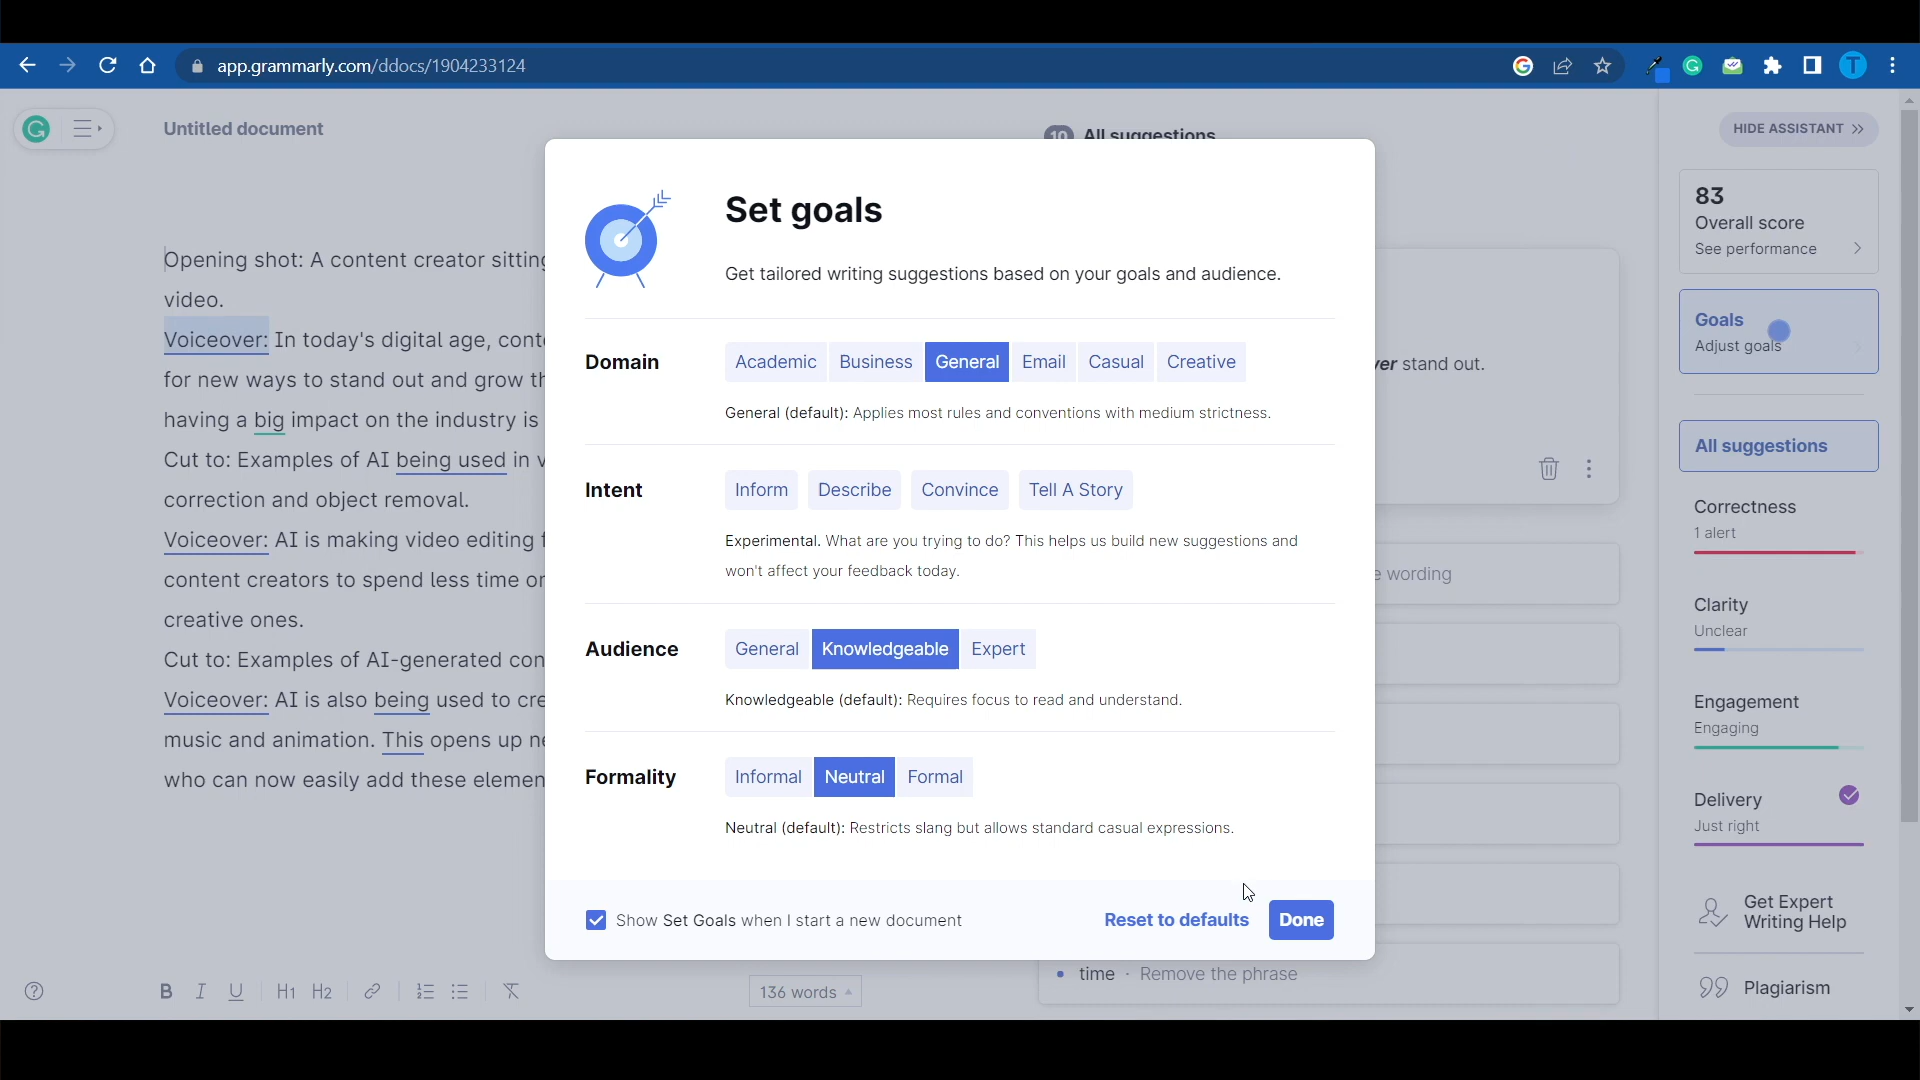 app.grammarly.com/ddocs/1904233124
T
Untitled document
10 All suggestions
HIDE ASSISTANT
Opening shot: A content creator sitting
video.
Voiceover: In today's digital age, conte
for new ways to stand out and grow th
having a big impact on the industry is
Cut to: Examples of AI being used in v
correction and object removal.
Voiceover: AI is making video editing f
content creators to spend less time on
creative ones.
Cut to: Examples of AI-generated con
Voiceover: AI is also being used to cre
music and animation. This opens up ne
who can now easily add these elemen
Set goals
Get tailored writing suggestions based on your goals and audience.
Domain
Academic Business General Email Casual Creative
General (default): Applies most rules and conventions with medium strictness.
Intent
Inform Describe Convince Tell A Story
Experimental. What are you trying to do? This helps us build new suggestions and
won't affect your feedback today.
Audience
General Knowledgeable Expert
Knowledgeable (default): Requires focus to read and understand.
Formality
Informal Neutral Formal
Neutral (default): Restricts slang but allows standard casual expressions.
Show Set Goals when I start a new document
Reset to defaults Done
ver stand out.
e wording
time · Remove the phrase
83
Overall score
See performance
Goals
Adjust goals
All suggestions
Correctness
1 alert
Clarity
Unclear
Engagement
Engaging
Delivery
Just right
Get Expert
Writing Help
Plagiarism
B I U H1 H2
136 words